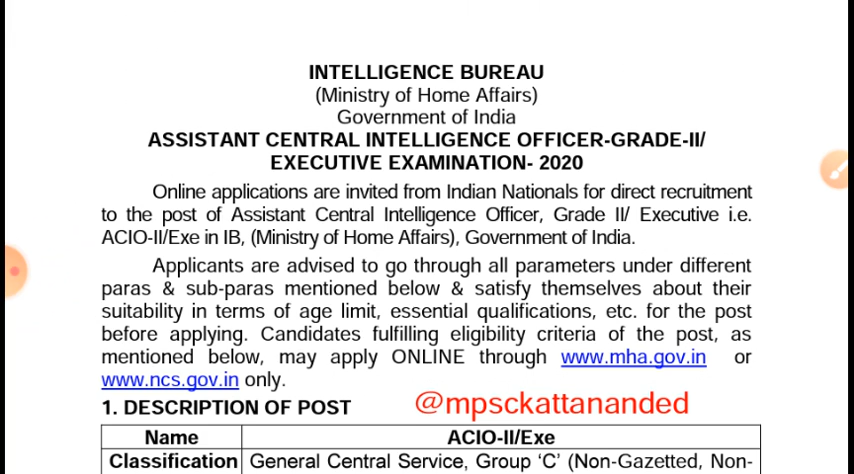 INTELLIGENCE BUREAU
(Ministry of Home Affairs)
Government of India
ASSISTANT CENTRAL INTELLIGENCE OFFICER-GRADE-II/
EXECUTIVE EXAMINATION- 2020
Online applications are invited from Indian Nationals for direct recruitment
to the post of Assistant Central Intelligence Officer, Grade II/ Executive i.e.
ACIO-II/Exe in IB, (Ministry of Home Affairs), Government of India.
Applicants are advised to go through all parameters under different
paras & sub-paras mentioned below & satisfy themselves about their
suitability in terms of age limit, essential qualifications, etc. for the post
before applying. Candidates fulfilling eligibility criteria of the post, as
mentioned below, may apply ONLINE through www.mha.gov.in or
www.ncs.gov.in only.
1. DESCRIPTION OF POST @mpsckattananded
Name ACIO-II/Exe
Classification General Central Service, Group ‘C’ (Non-Gazetted, Non-